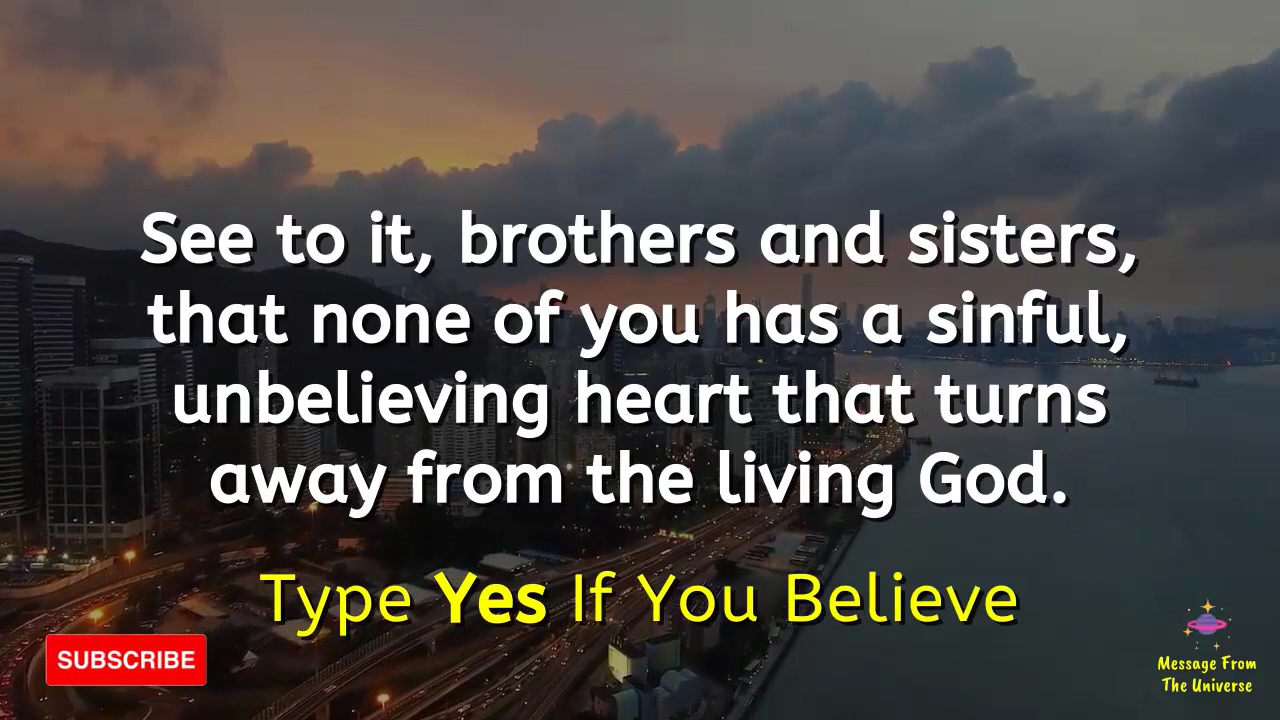 See to it, brothers and sisters,
that none of you has a sinful,
unbelieving heart that turns
away from the living God.
Type Yes If You Believe
SUBSCRIBE
Message From
The Universe